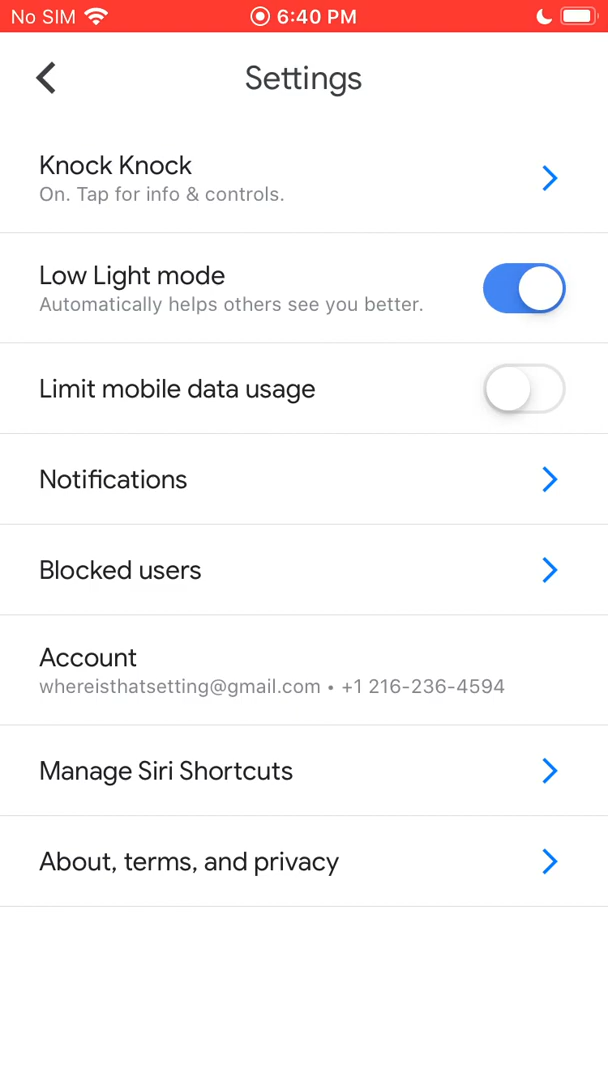 No SIM 6:40 PM
Settings
Knock Knock
On. Tap for info & controls.
Low Light mode
Automatically helps others see you better.
Limit mobile data usage
Notifications
Blocked users
Account
whereisthatsetting@gmail.com • +1 216-236-4594
Manage Siri Shortcuts
About, terms, and privacy